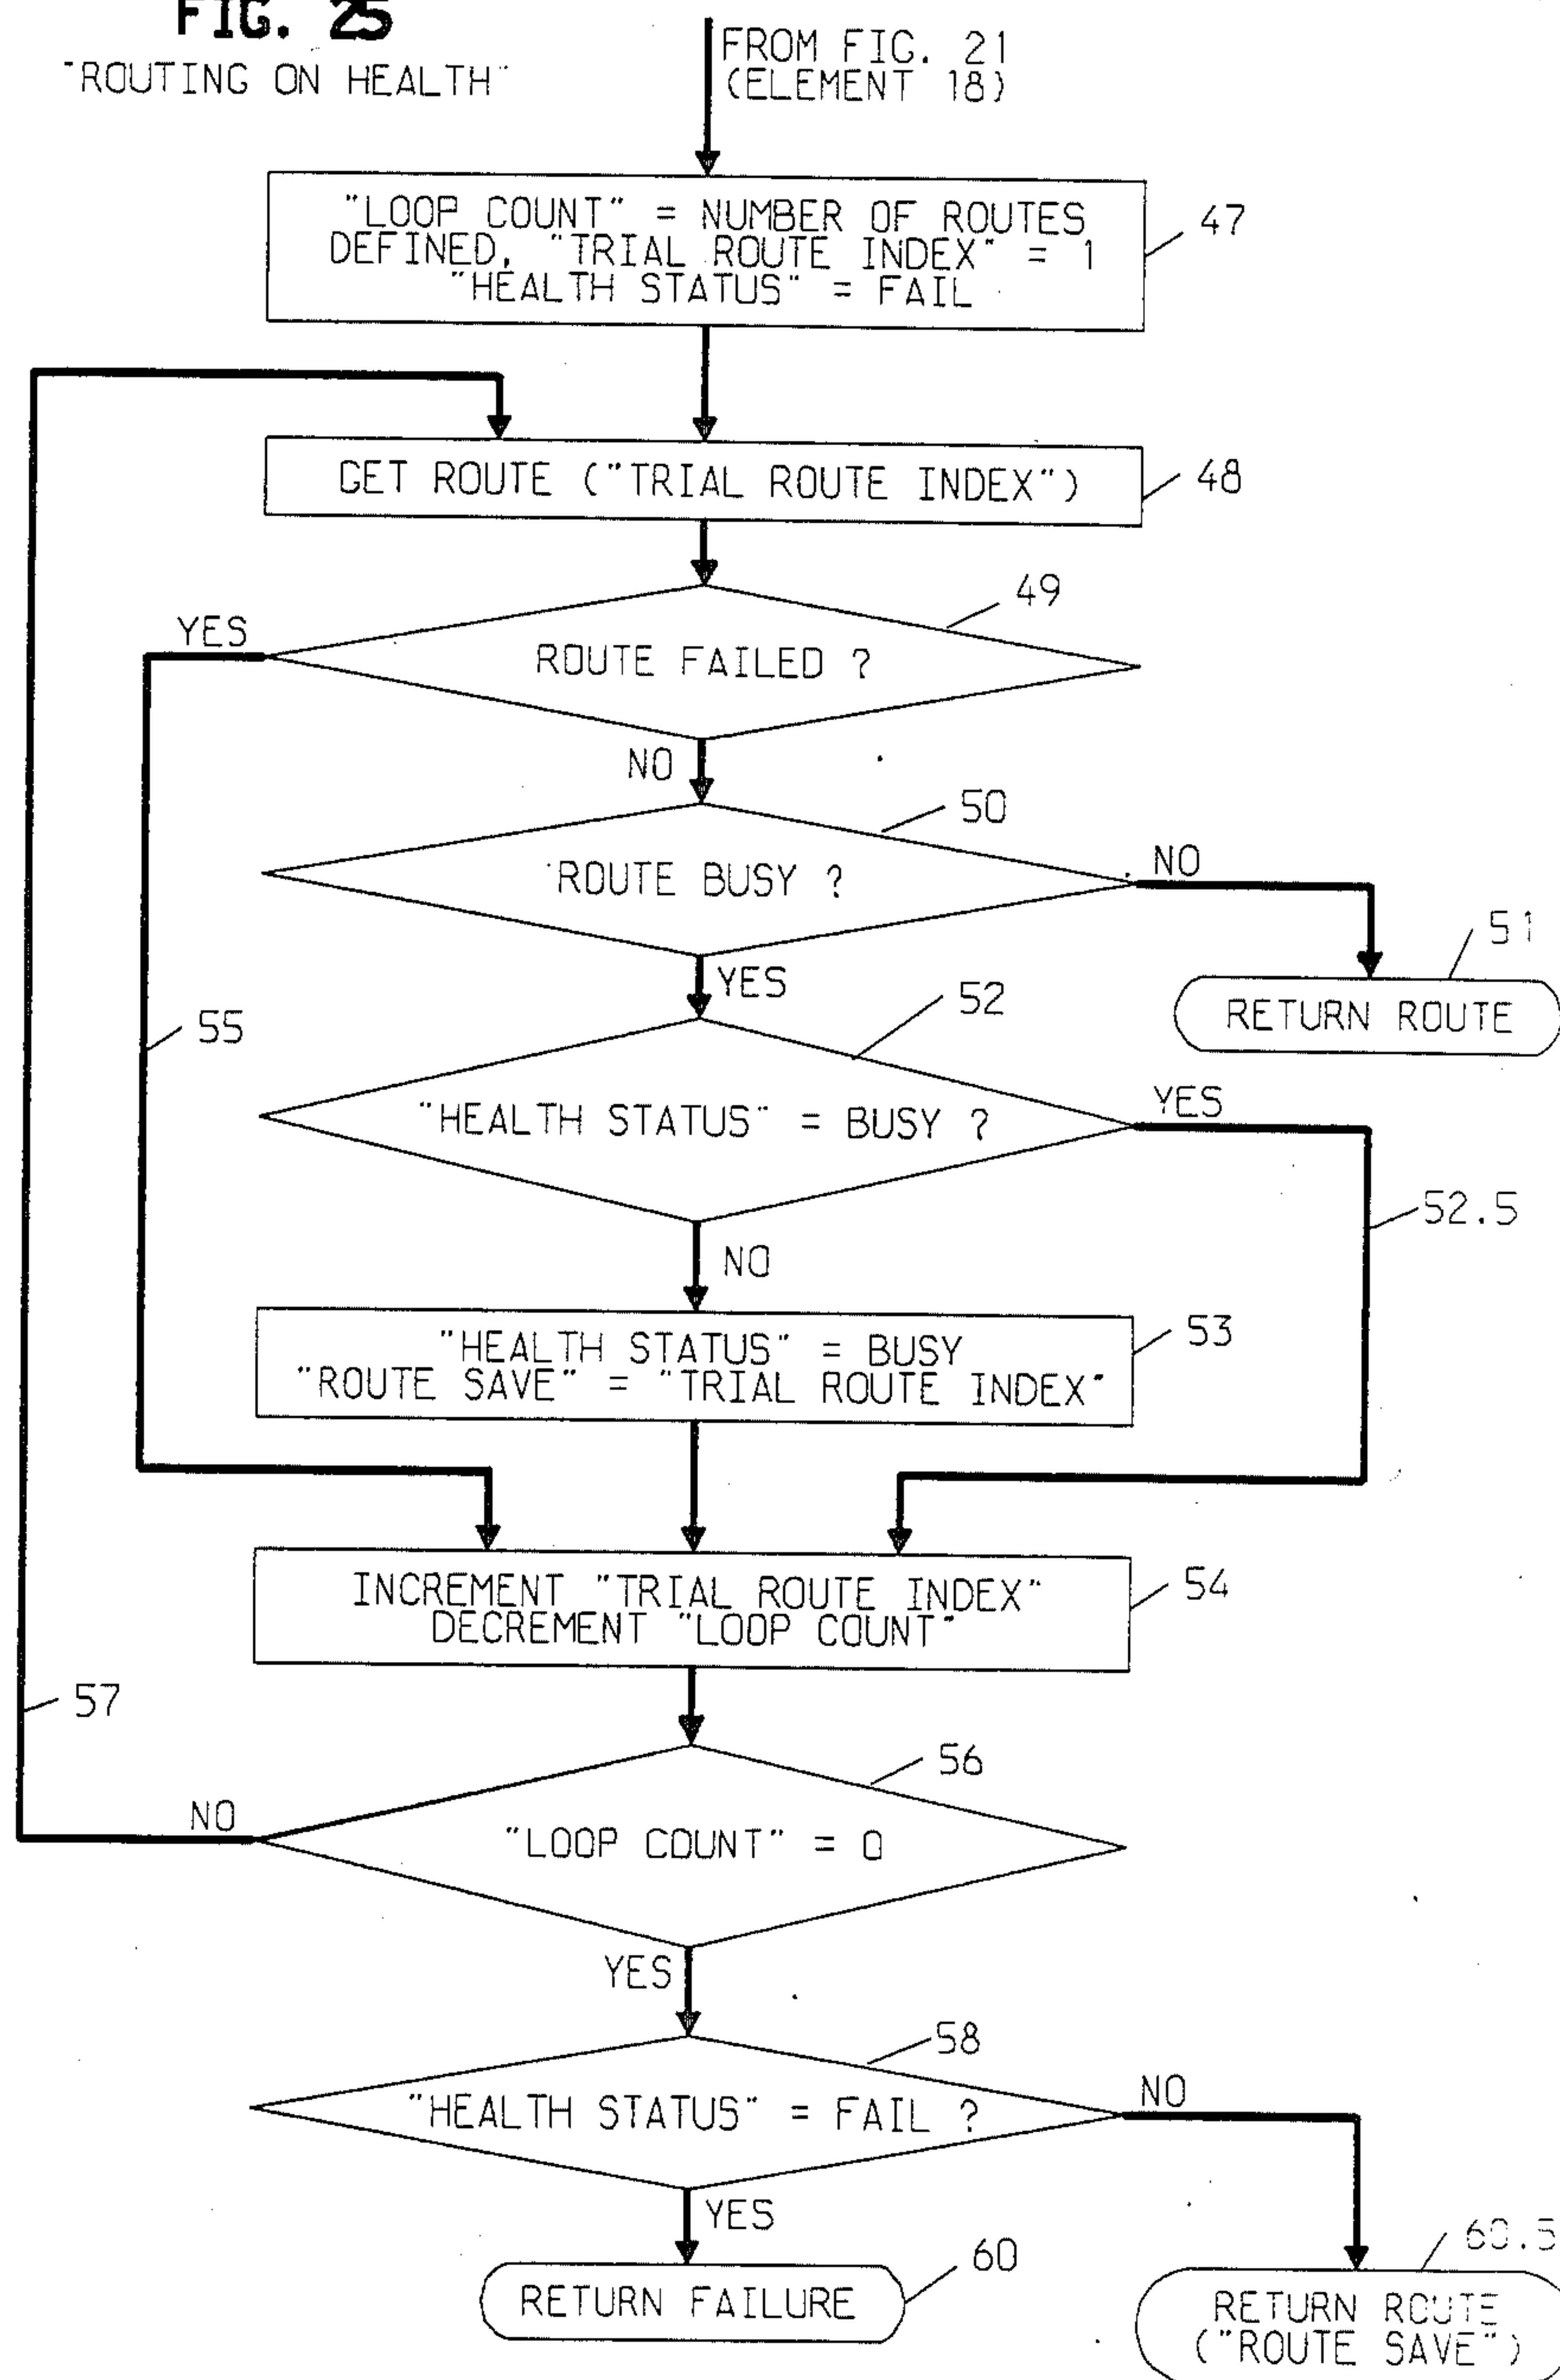 FIG. 25
"ROUTING ON HEALTH"
FROM FIG. 21
(ELEMENT 18)
"LOOP COUNT" = NUMBER OF ROUTES
DEFINED, "TRIAL ROUTE INDEX" = 1
"HEALTH STATUS" = FAIL
47
GET ROUTE ("TRIAL ROUTE INDEX")
48
49
YES
ROUTE FAILED ?
NO
50
ROUTE BUSY ?
NO
51
RETURN ROUTE
YES
52
55
"HEALTH STATUS" = BUSY ?
YES
52.5
NO
"HEALTH STATUS" = BUSY
"ROUTE SAVE" = "TRIAL ROUTE INDEX"
53
INCREMENT "TRIAL ROUTE INDEX"
DECREMENT "LOOP COUNT"
54
57
56
NO
"LOOP COUNT" = 0
YES
58
"HEALTH STATUS" = FAIL ?
NO
YES
60
RETURN FAILURE
60.5
RETURN ROUTE
("ROUTE SAVE")